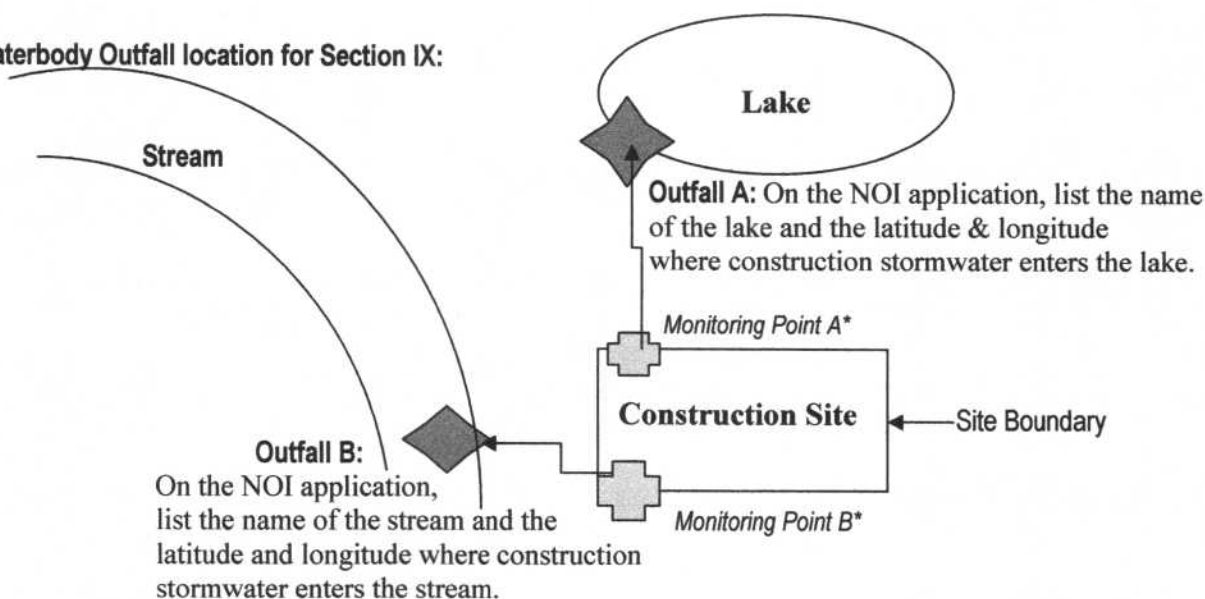 Outfall location for Section IX:
Lake
Stream
Outfall A: On the NOI application, list the name
of the lake and the latitude & longitude
where construction stormwater enters the lake.
Monitoring Point A*
Construction Site
Site Boundary
Outfall B:
On the NOI application,
list the name of the stream and the
latitude and longitude where construction
stormwater enters the stream.
Monitoring Point B*